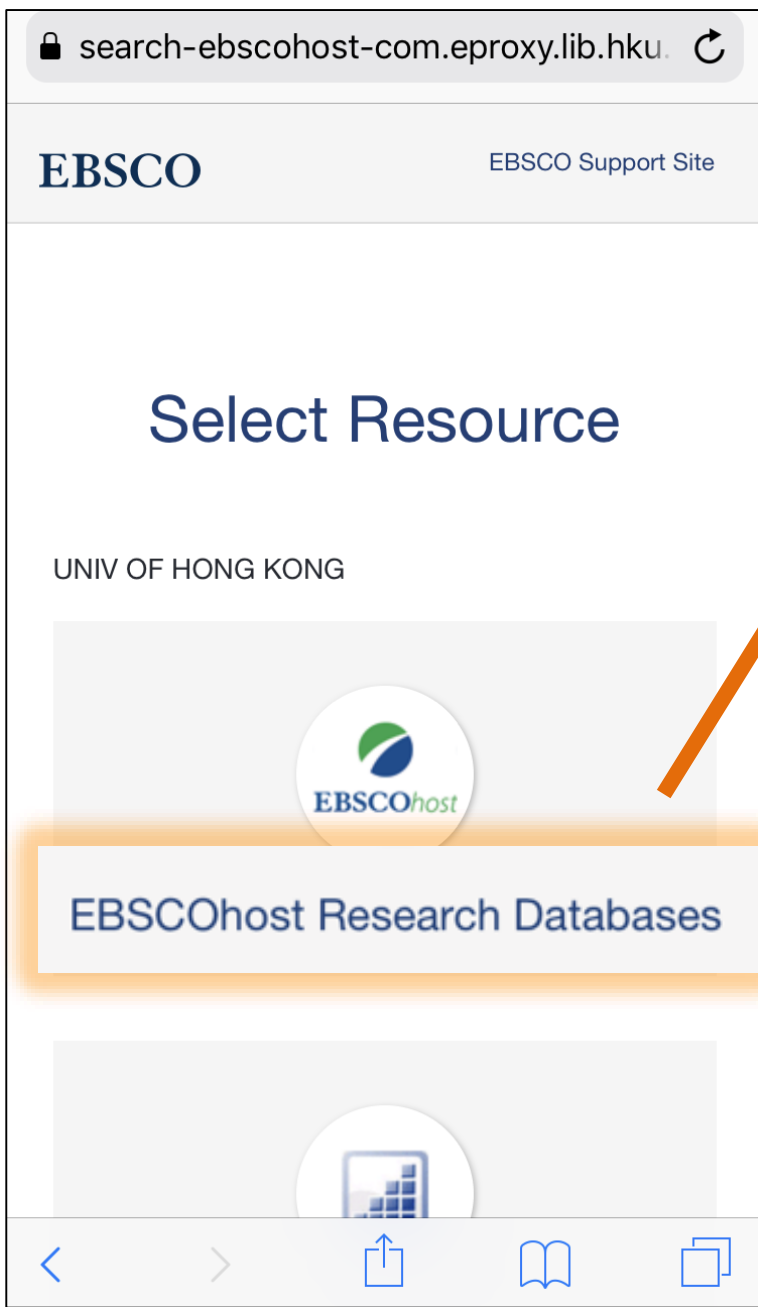 search-ebscohost-com.eproxy.lib.hku.
EBSCO
EBSCO Support Site
Select Resource
UNIV OF HONG KONG
EBSCOhost
EBSCOhost Research Databases